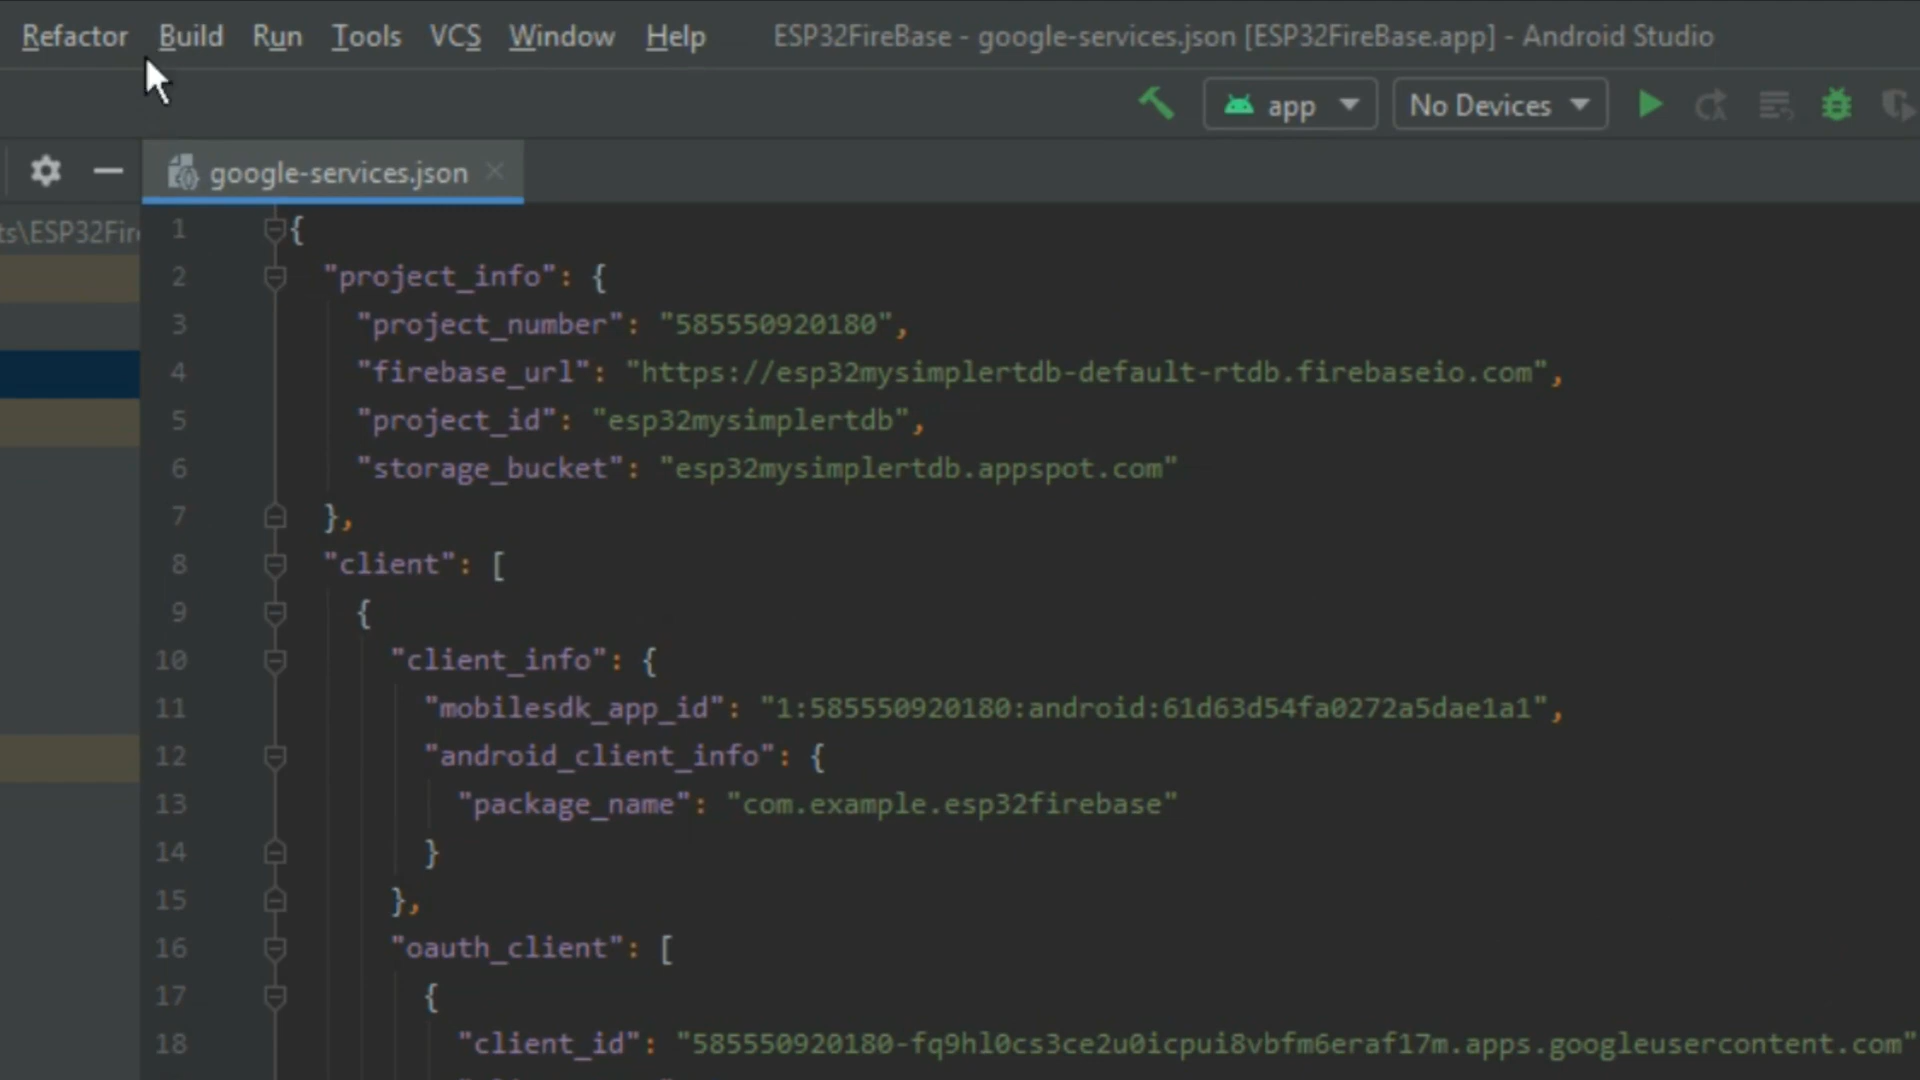 Refactor Build Run Tools VCS Window Help ESP32FireBase - google-services.json [ESP32FireBase.app] - Android Studio
app No Devices
google-services.json
ts\ESP32Fir
1 {
2 "project_info": {
3 "project_number": "585550920180",
4 "firebase_url": "https://esp32mysimplertdb-default-rtdb.firebaseio.com",
5 "project_id": "esp32mysimplertdb",
6 "storage_bucket": "esp32mysimplertdb.appspot.com"
7 },
8 "client": [
9 {
10 "client_info": {
11 "mobilesdk_app_id": "1:585550920180:android:61d63d54fa0272a5dae1a1",
12 "android_client_info": {
13 "package_name": "com.example.esp32firebase"
14 }
15 },
16 "oauth_client": [
17 {
18 "client_id": "585550920180-fq9hl0cs3ce2u0icpui8vbfm6eraf17m.apps.googleusercontent.com"